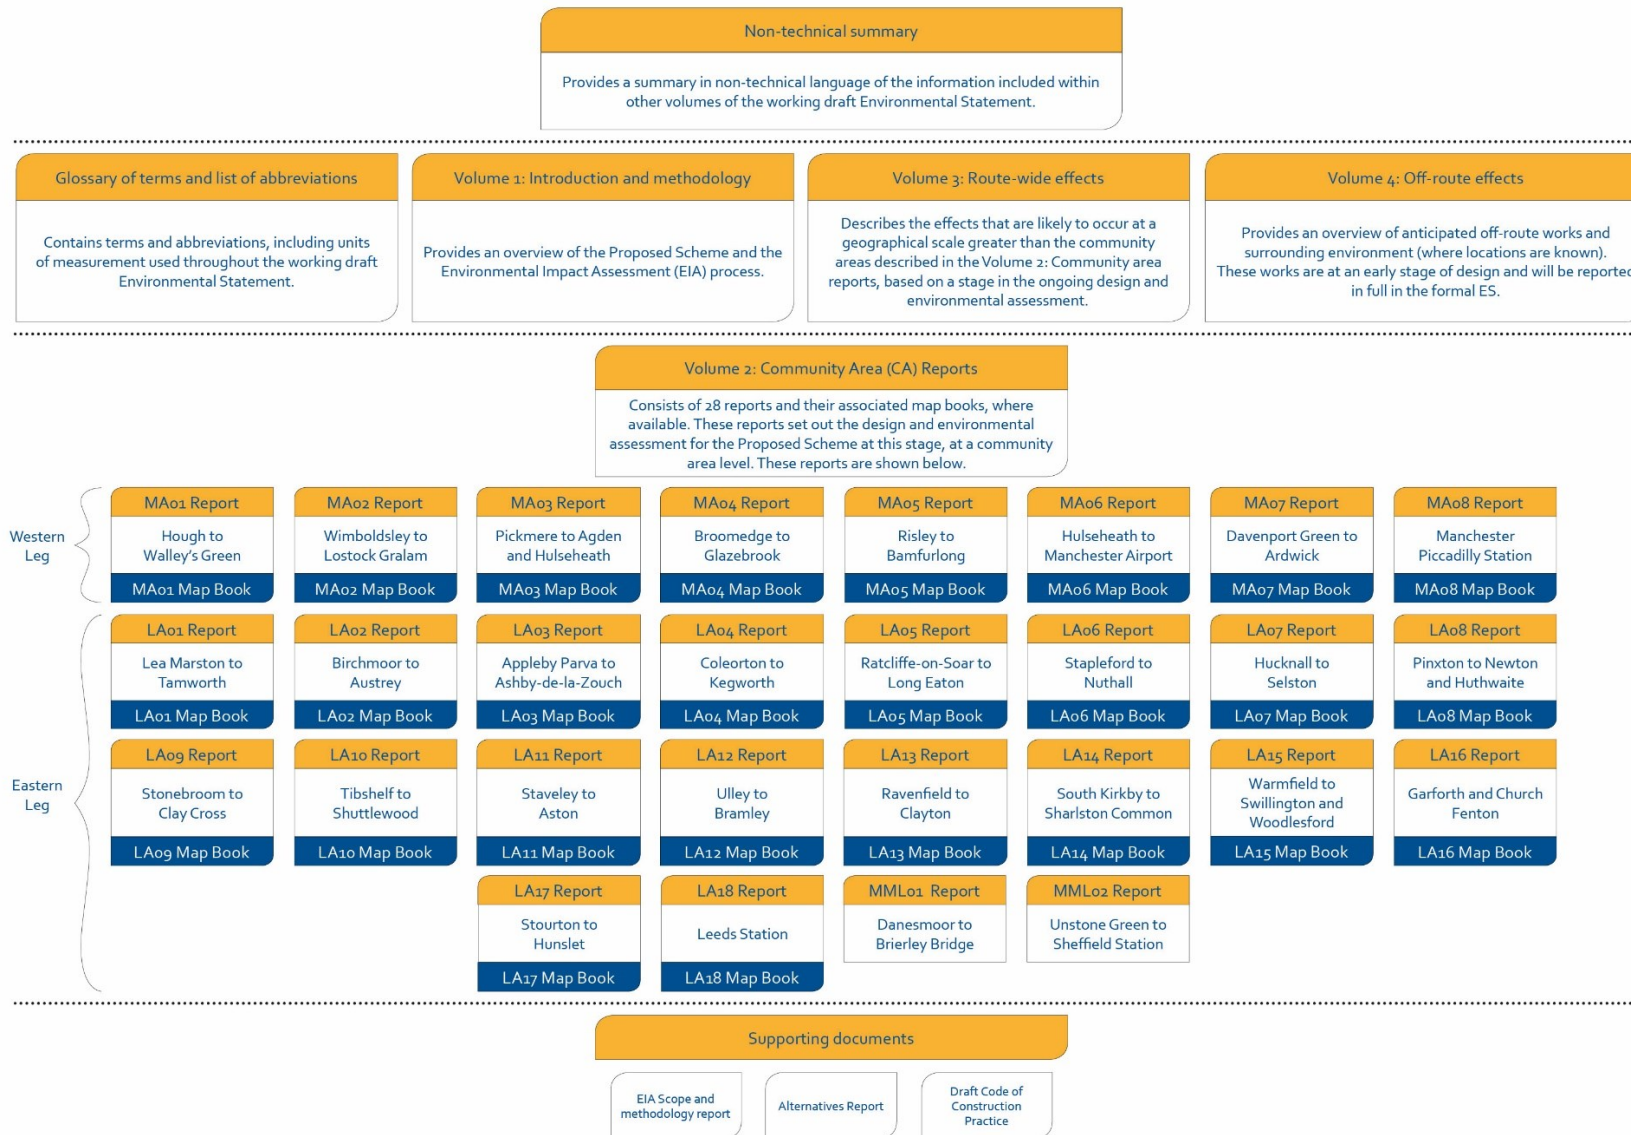 Non-technical summary
Provides a summary in non-technical language of the information included within
other volumes of the working draft Environmental Statement.
Glossary of terms and list of abbreviations
Contains terms and abbreviations, including units
of measurement used throughout the working draft
Environmental Statement.
Volume 1: Introduction and methodology
Provides an overview of the Proposed Scheme and the
Environmental Impact Assessment (EIA) process.
Volume 3: Route-wide effects
Describes the effects that are likely to occur at a
geographical scale greater than the community
areas described in the Volume 2: Community area
reports, based on a stage in the ongoing design and
environmental assessment.
Volume 4: Off-route effects
Provides an overview of anticipated off-route works and
surrounding environment (where locations are known).
These works are at an early stage of design and will be reported
in full in the formal ES.
Volume 2: Community Area (CA) Reports
Consists of 28 reports and their associated map books, where
available. These reports set out the design and environmental
assessment for the Proposed Scheme at this stage, at a community
area level. These reports are shown below.
Western
Leg
MA01 Report
Hough to
Walley's Green
MA01 Map Book
MA02 Report
Wimboldsley to
Lostock Gralam
MA02 Map Book
MA03 Report
Pickmere to Agden
and Hulseheath
MA03 Map Book
MA04 Report
Broomedge to
Glazebrook
MA04 Map Book
MA05 Report
Risley to
Bamfurlong
MA05 Map Book
MA06 Report
Hulseheath to
Manchester Airport
MA06 Map Book
MA07 Report
Davenport Green to
Ardwick
MA07 Map Book
MA08 Report
Manchester
Piccadilly Station
MA08 Map Book
Eastern
Leg
LA01 Report
Lea Marston to
Tamworth
LA01 Map Book
LA02 Report
Birchmoor to
Austrey
LA02 Map Book
LA03 Report
Appleby Parva to
Ashby-de-la-Zouch
LA03 Map Book
LA04 Report
Coleorton to
Kegworth
LA04 Map Book
LA05 Report
Ratcliffe-on-Soar to
Long Eaton
LA05 Map Book
LA06 Report
Stapleford to
Nuthall
LA06 Map Book
LA07 Report
Hucknall to
Selston
LA07 Map Book
LA08 Report
Pinxton to Newton
and Huthwaite
LA08 Map Book
LA09 Report
Stonebroom to
Clay Cross
LA09 Map Book
LA10 Report
Tibshelf to
Shuttlewood
LA10 Map Book
LA11 Report
Staveley to
Aston
LA11 Map Book
LA12 Report
Ulley to
Bramley
LA12 Map Book
LA13 Report
Ravenfield to
Clayton
LA13 Map Book
LA14 Report
South Kirkby to
Sharlston Common
LA14 Map Book
LA15 Report
Warmfield to
Swillington and
Woodlesford
LA15 Map Book
LA16 Report
Garforth and Church
Fenton
LA16 Map Book
LA17 Report
Stourton to
Hunslet
LA17 Map Book
LA18 Report
Leeds Station
LA18 Map Book
MML01 Report
Danesmoor to
Brierley Bridge
MML02 Report
Unstone Green to
Sheffield Station
Supporting documents
EIA Scope and
methodology report
Alternatives Report
Draft Code of
Construction
Practice